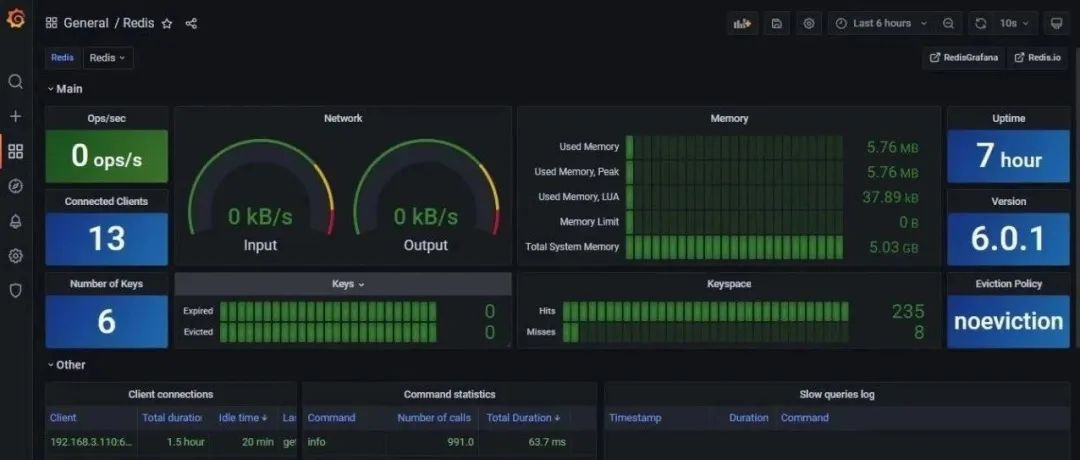 General / Redis
Last 6 hours
10s
Redis
Redis
RedisGrafana
Redis.io
Main
Ops/sec
0 ops/s
Connected Clients
13
Number of Keys
6
Network
0 kB/s
Input
0 kB/s
Output
Keys
Expired 0
Evicted 0
Memory
Used Memory 5.76 MB
Used Memory, Peak 5.76 MB
Used Memory, LUA 37.89 kB
Memory Limit 0 B
Total System Memory 5.03 GB
Keyspace
Hits 235
Misses 8
Uptime
7 hour
Version
6.0.1
Eviction Policy
noeviction
Other
Client connections
Client Total duratio Idle time Las
192.168.3.110:6... 1.5 hour 20 min get
Command statistics
Command Number of calls Total Duration
info 991.0 63.7 ms
Slow queries log
Timestamp Duration Command